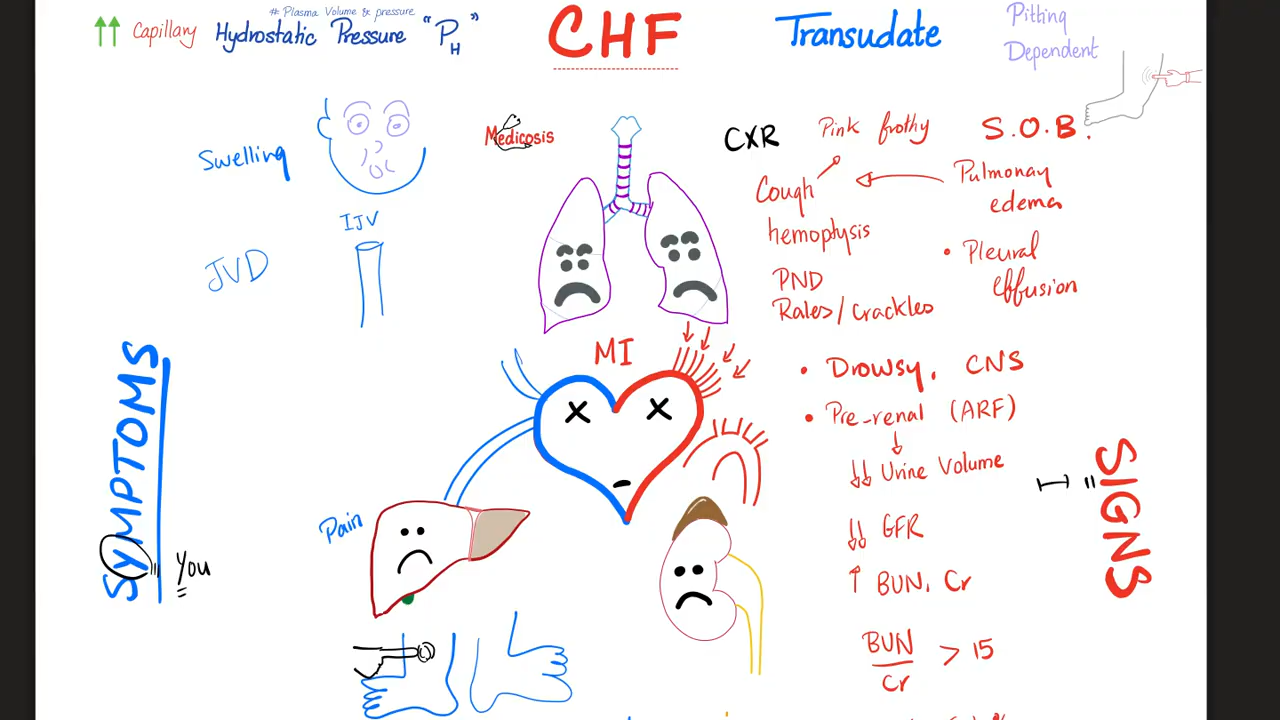 # Plasma Volume & pressure
↑↑ Capillary Hydrostatic Pressure "P_H"
CHF
Transudate
Pitting
Dependent
Swelling
Medicosis
IJV
JVD
CXR
Pink frothy
S.O.B.
Cough
Pulmonay
edema
hemoptysis
• Pleural
effusion
PND
Rales/crackles
MI
• Drowsy, CNS
• Pre-renal (ARF)
↓↓ Urine Volume
↓↓ GFR
↑ BUN, Cr
BUN
Cr
> 15
Pain
SYMPTOMS
You
SIGNS
I